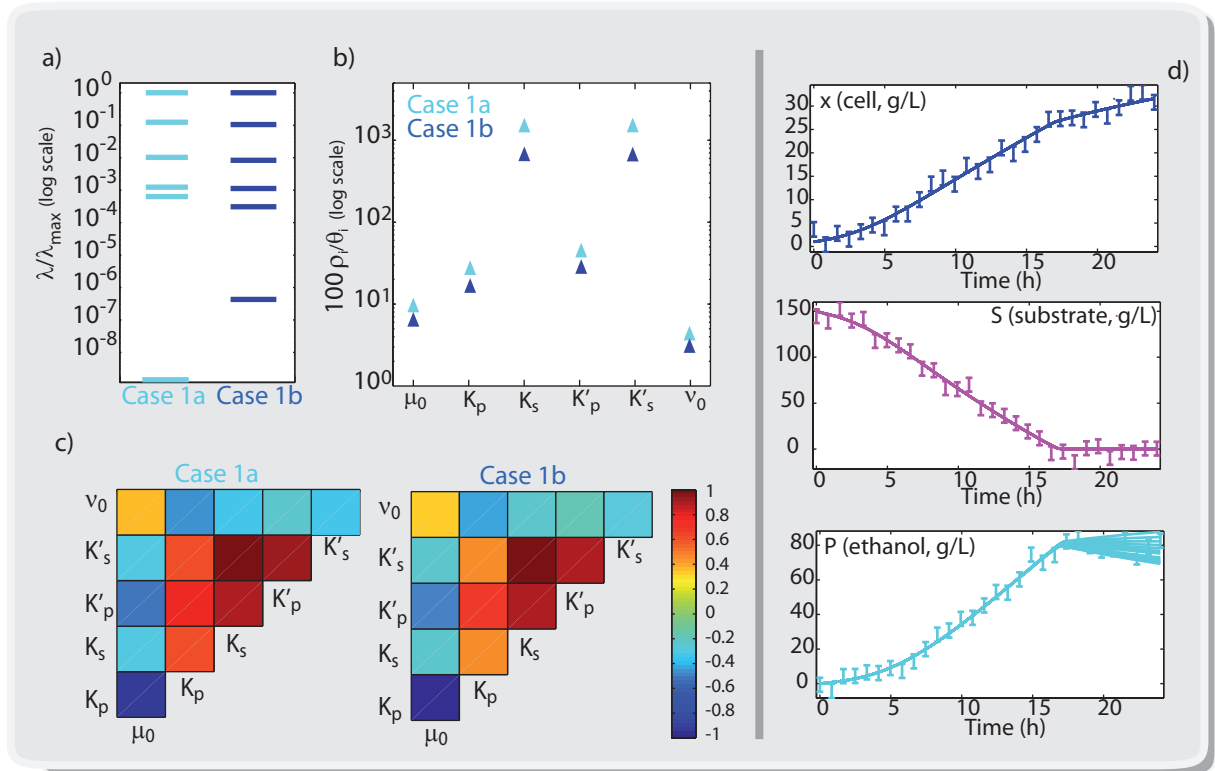 a)
λ/λmax (log scale)
10^0
10^-1
10^-2
10^-3
10^-4
10^-5
10^-6
10^-7
10^-8
Case 1a Case 1b
b)
100 ρi/θi (log scale)
10^3
10^2
10^1
10^0
Case 1a
Case 1b
μ0 Kp Ks K'p K's ν0
c)
Case 1a
ν0
K's K's
K'p K'p
Ks Ks
Kp Kp
μ0
Case 1b
ν0
K's K's
K'p K'p
Ks Ks
Kp Kp
μ0
1
0.8
0.6
0.4
0.2
0
-0.2
-0.4
-0.6
-0.8
-1
d)
x (cell, g/L)
30
25
20
15
10
5
0
0 5 10 15 20
Time (h)
S (substrate, g/L)
150
100
50
0
0 5 10 15 20
Time (h)
P (ethanol, g/L)
80
60
40
20
0
0 5 10 15 20
Time (h)